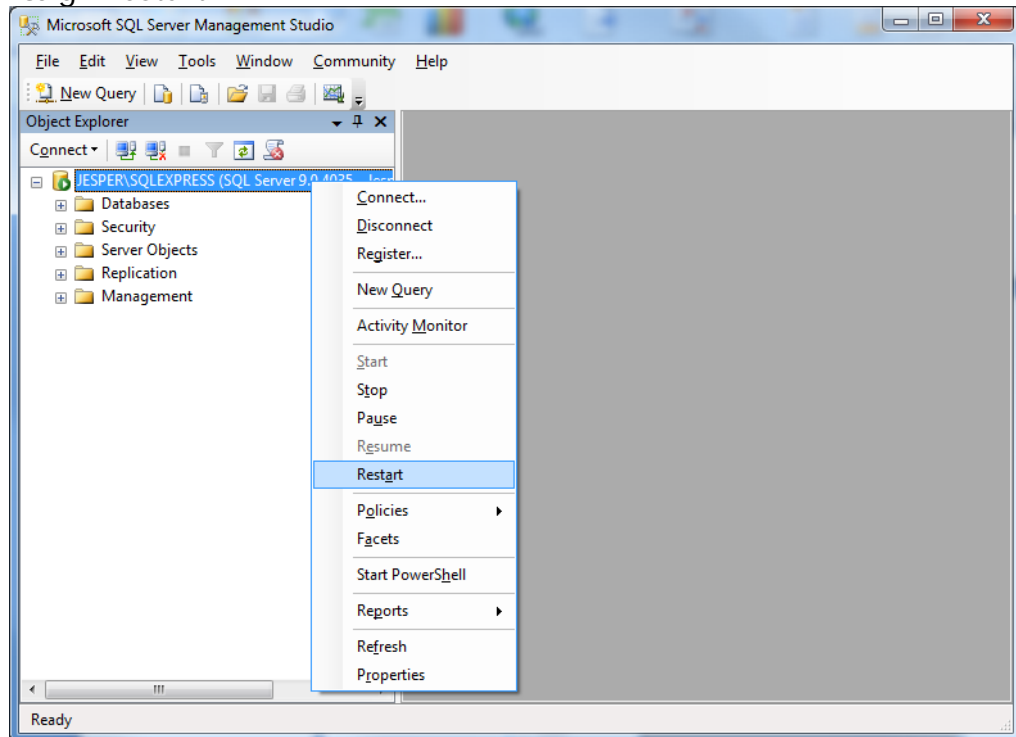 Microsoft SQL Server Management Studio
File Edit View Tools Window Community Help
New Query
Object Explorer
Connect
JESPER\SQLEXPRESS (SQL Server 9.0.4035 - Jesp
Databases
Security
Server Objects
Replication
Management
Connect...
Disconnect
Register...
New Query
Activity Monitor
Start
Stop
Pause
Resume
Restart
Policies
Facets
Start PowerShell
Reports
Refresh
Properties
Ready